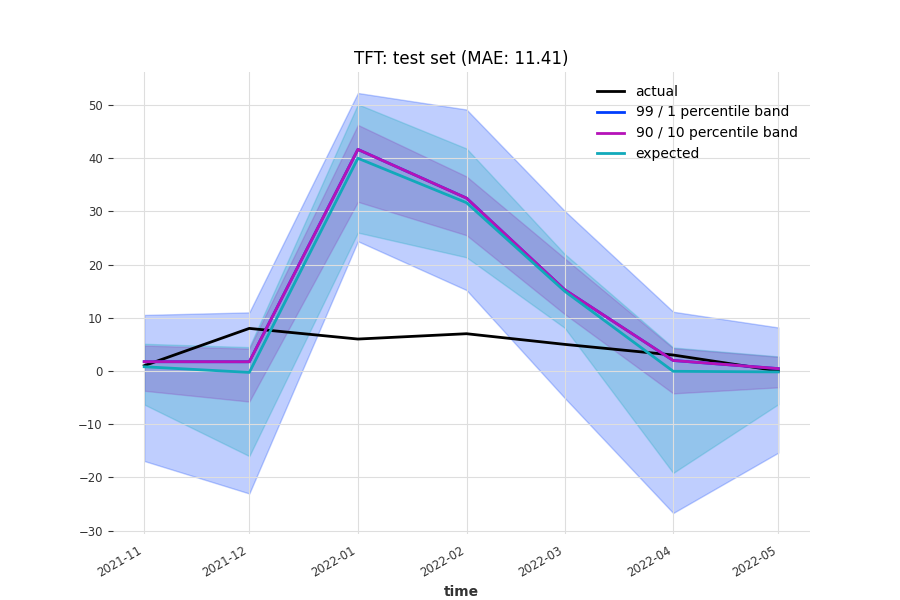 TFT: test set (MAE: 11.41)
actual
99 / 1 percentile band
90 / 10 percentile band
expected
50
40
30
20
10
0
−10
−20
−30
2021-11
2021-12
2022-01
2022-02
2022-03
2022-04
2022-05
time